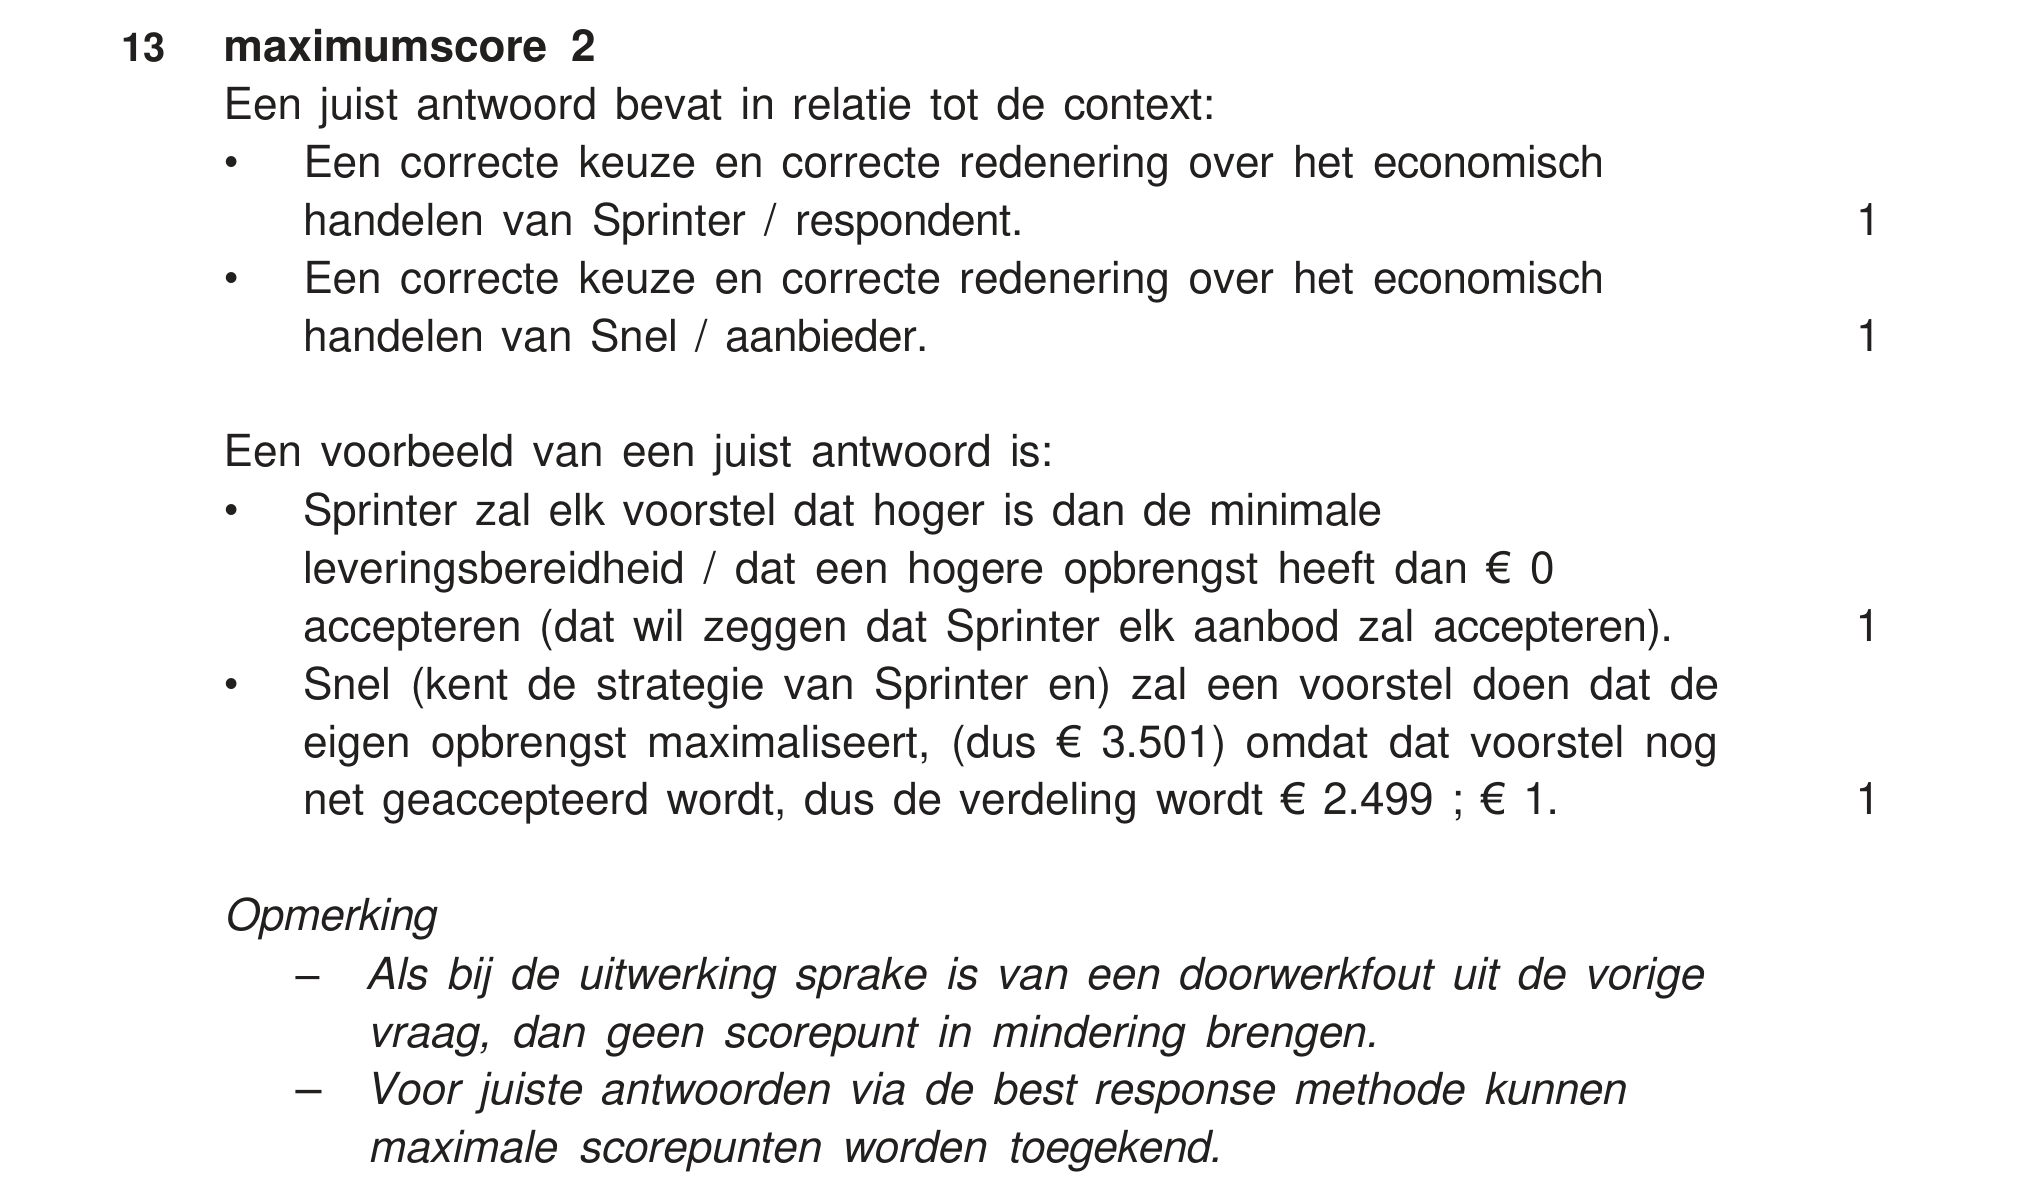 13 maximumscore 2
Een juist antwoord bevat in relatie tot de context:
• Een correcte keuze en correcte redenering over het economisch
handelen van Sprinter / respondent. 1
• Een correcte keuze en correcte redenering over het economisch
handelen van Snel / aanbieder. 1
Een voorbeeld van een juist antwoord is:
• Sprinter zal elk voorstel dat hoger is dan de minimale
leveringsbereidheid / dat een hogere opbrengst heeft dan € 0
accepteren (dat wil zeggen dat Sprinter elk aanbod zal accepteren). 1
• Snel (kent de strategie van Sprinter en) zal een voorstel doen dat de
eigen opbrengst maximaliseert, (dus € 3.501) omdat dat voorstel nog
net geaccepteerd wordt, dus de verdeling wordt € 2.499 ; € 1. 1
Opmerking
– Als bij de uitwerking sprake is van een doorwerkfout uit de vorige
vraag, dan geen scorepunt in mindering brengen.
– Voor juiste antwoorden via de best response methode kunnen
maximale scorepunten worden toegekend.